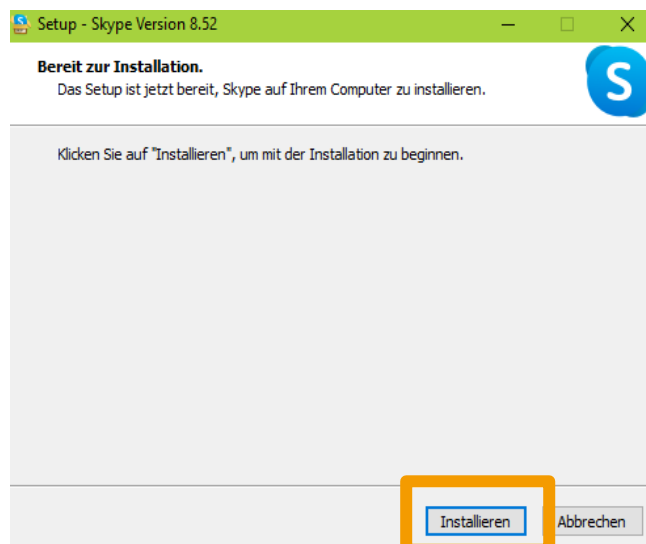 Setup - Skype Version 8.52
Bereit zur Installation.
Das Setup ist jetzt bereit, Skype auf Ihrem Computer zu installieren.
S
Klicken Sie auf "Installieren", um mit der Installation zu beginnen.
Installieren Abbrechen